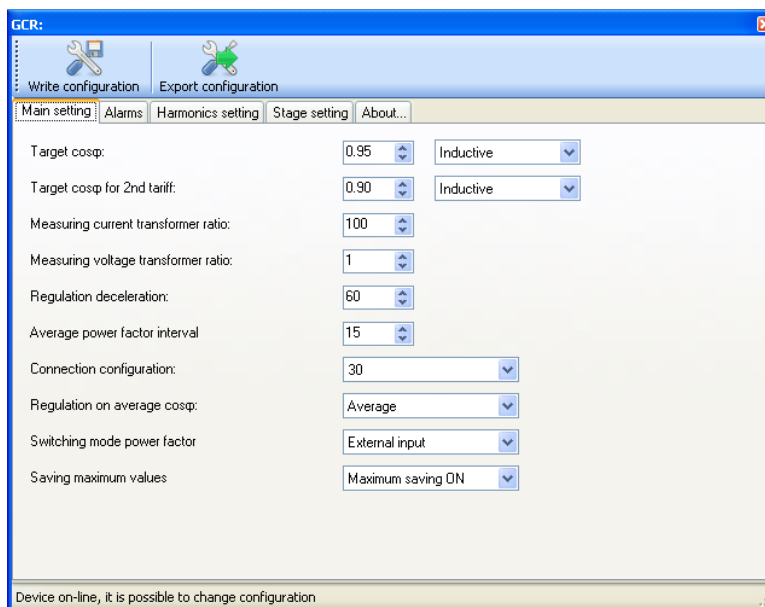 GCR:
Write configuration Export configuration
Main setting Alarms Harmonics setting Stage setting About...
Target cosφ: 0.95 Inductive
Target cosφ for 2nd tariff: 0.90 Inductive
Measuring current transformer ratio: 100
Measuring voltage transformer ratio: 1
Regulation deceleration: 60
Average power factor interval 15
Connection configuration: 30
Regulation on average cosφ: Average
Switching mode power factor External input
Saving maximum values Maximum saving ON
Device on-line, it is possible to change configuration